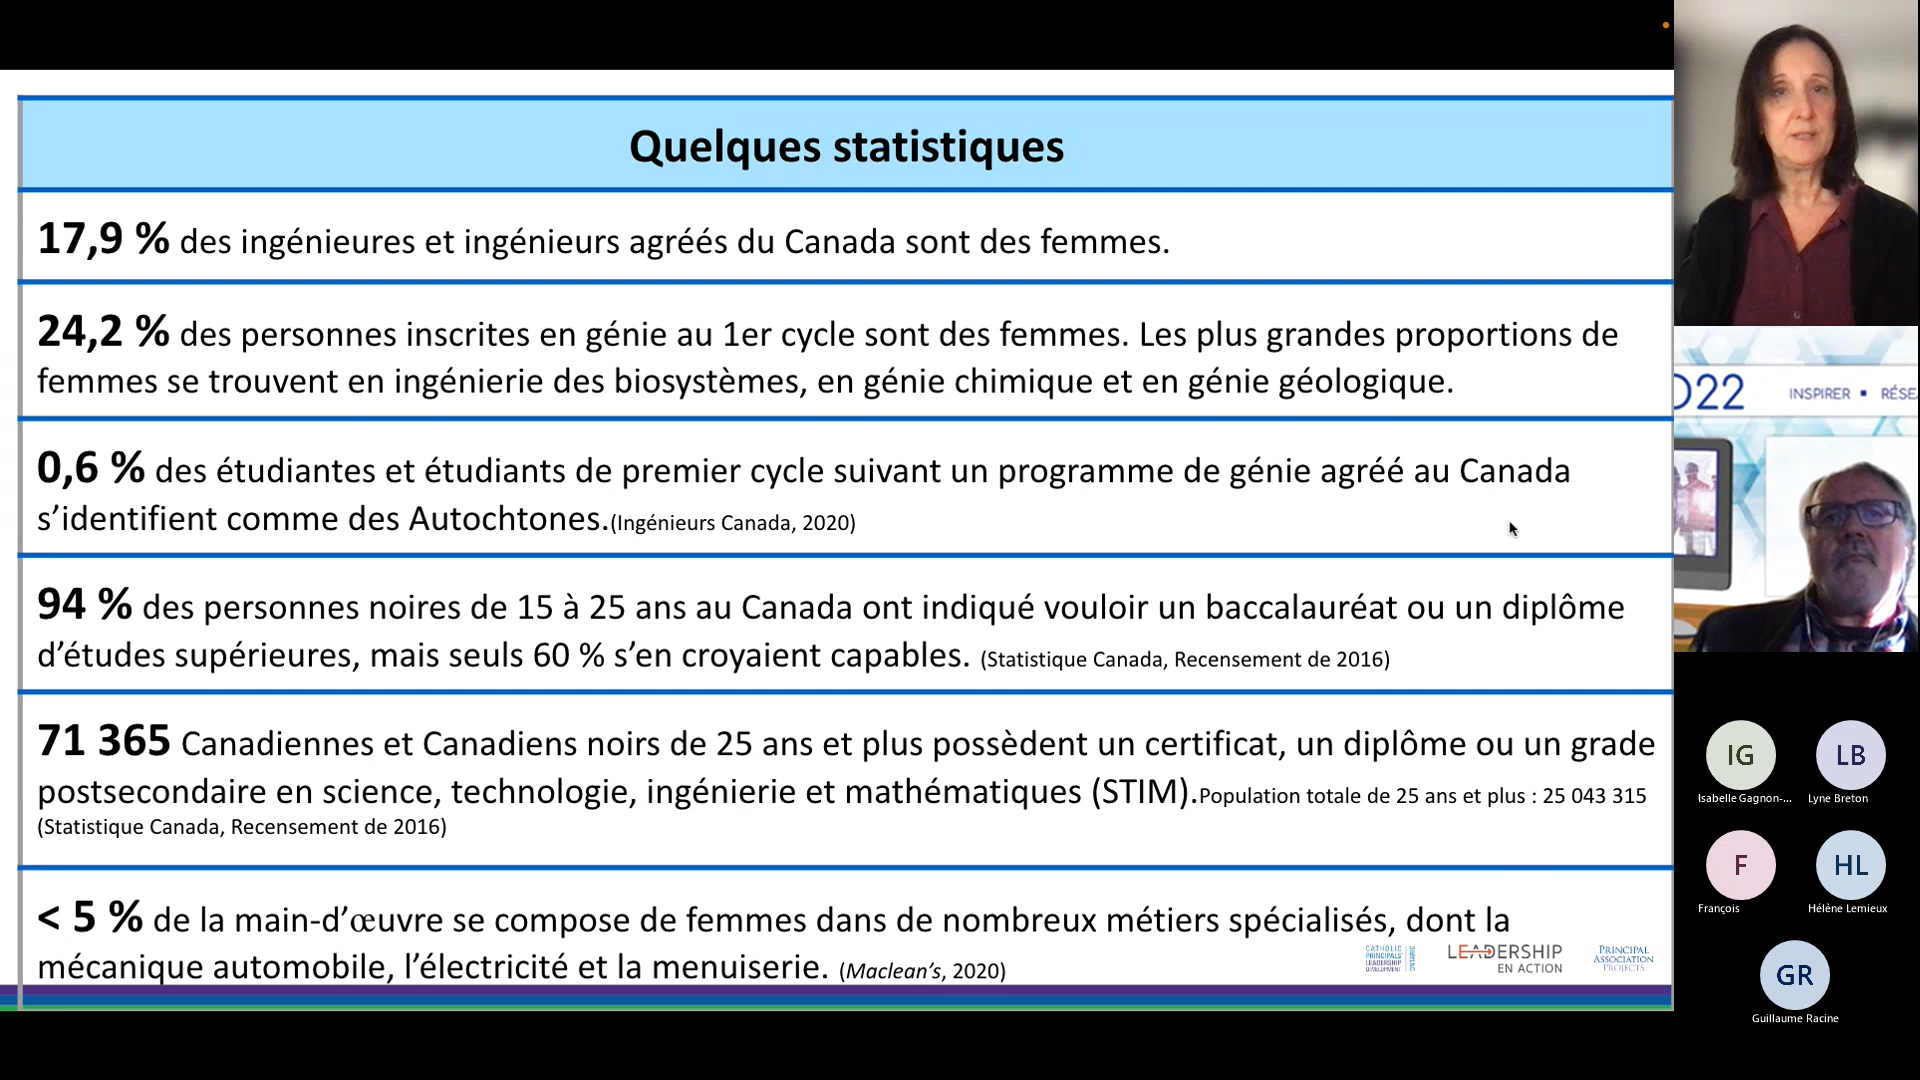 Quelques statistiques
17,9 % des ingénieures et ingénieurs agréés du Canada sont des femmes.
24,2 % des personnes inscrites en génie au 1er cycle sont des femmes. Les plus grandes proportions de
femmes se trouvent en ingénierie des biosystèmes, en génie chimique et en génie géologique.
0,6 % des étudiantes et étudiants de premier cycle suivant un programme de génie agréé au Canada
s’identifient comme des Autochtones.(Ingénieurs Canada, 2020)
94 % des personnes noires de 15 à 25 ans au Canada ont indiqué vouloir un baccalauréat ou un diplôme
d’études supérieures, mais seuls 60 % s’en croyaient capables. (Statistique Canada, Recensement de 2016)
71 365 Canadiennes et Canadiens noirs de 25 ans et plus possèdent un certificat, un diplôme ou un grade
postsecondaire en science, technologie, ingénierie et mathématiques (STIM).Population totale de 25 ans et plus : 25 043 315
(Statistique Canada, Recensement de 2016)
< 5 % de la main-d’œuvre se compose de femmes dans de nombreux métiers spécialisés, dont la
mécanique automobile, l’électricité et la menuiserie. (Maclean’s, 2020)
CATHOLIC
PRINCIPALS'
LEADERSHIP
DEVELOPMENT
ONTARIO
LEADERSHIP
EN ACTION
PRINCIPAL
ASSOCIATION
PROJECTS
022
INSPIRER ▪ RÉSEA
IG
Isabelle Gagnon-...
LB
Lyne Breton
F
François
HL
Hélène Lemieux
GR
Guillaume Racine